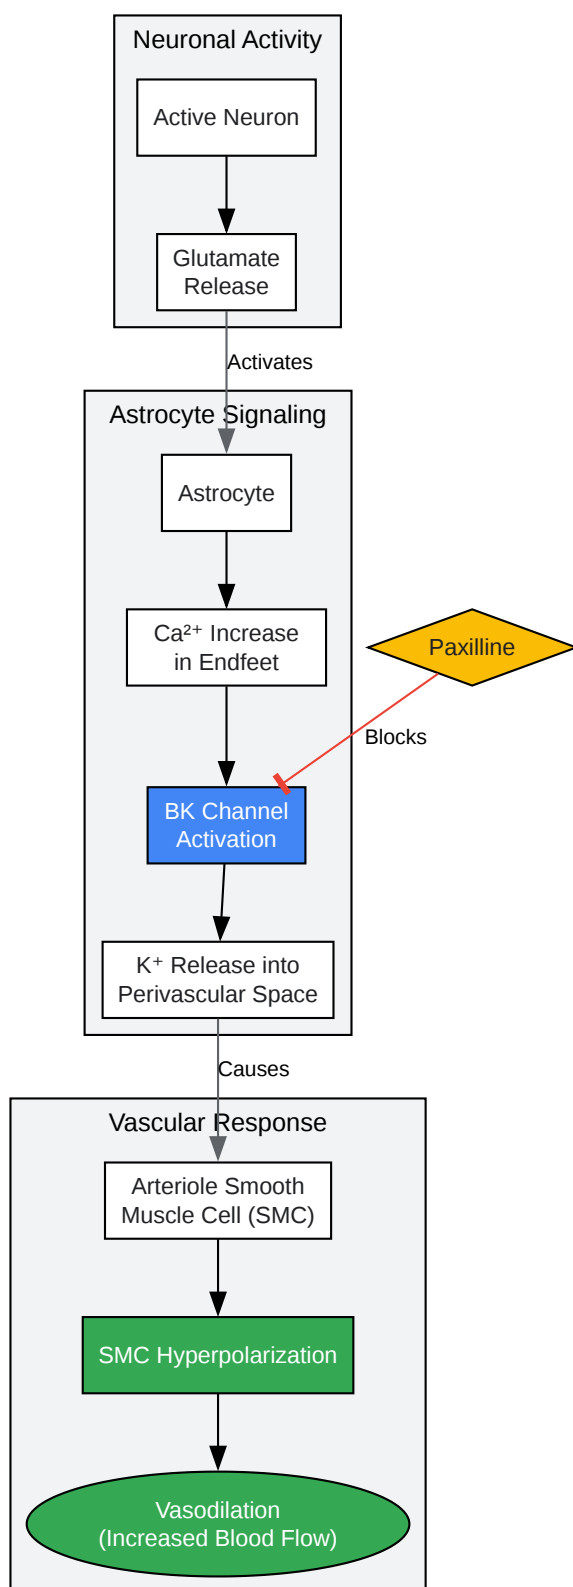 Neuronal Activity
Active Neuron
Glutamate
Release
Activates
Astrocyte Signaling
Astrocyte
Ca²⁺ Increase
in Endfeet
Paxilline
Blocks
BK Channel
Activation
K⁺ Release into
Perivascular Space
Causes
Vascular Response
Arteriole Smooth
Muscle Cell (SMC)
SMC Hyperpolarization
Vasodilation
(Increased Blood Flow)